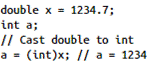 double x = 1234.7;
int a;
// Cast double to int
a = (int)x; // a = 1234